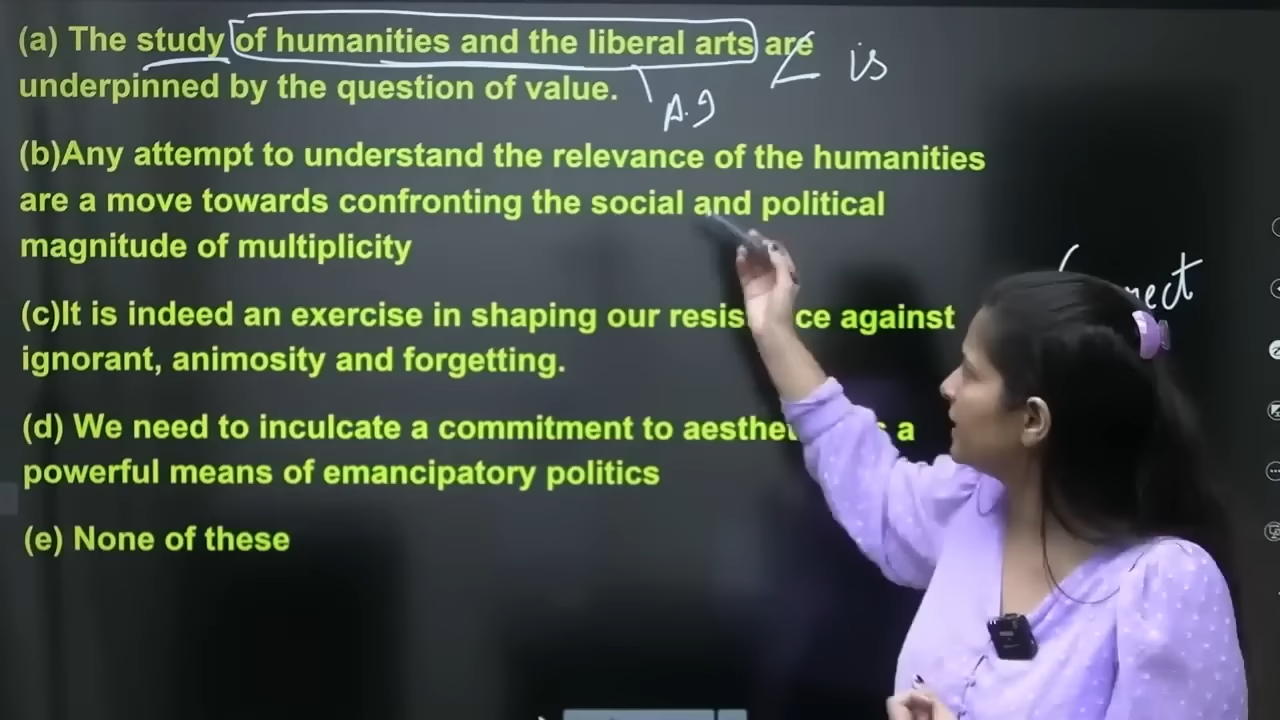 (a) The study of humanities and the liberal arts are is
underpinned by the question of value. A.g
(b)Any attempt to understand the relevance of the humanities
are a move towards confronting the social and political
magnitude of multiplicity
(c)It is indeed an exercise in shaping our resis ce against
ignorant, animosity and forgetting.
(d) We need to inculcate a commitment to aesthe a
powerful means of emancipatory politics
(e) None of these